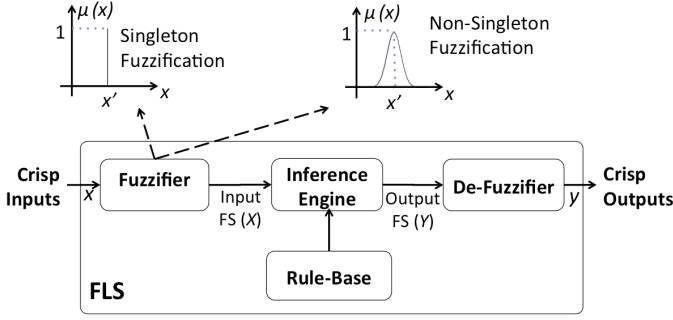 μ (x)
1
Singleton
Fuzzification
x'
x
μ (x)
1
Non-Singleton
Fuzzification
x'
x
Crisp
Inputs
x
Fuzzifier
Input
FS (X)
Inference
Engine
Output
FS (Y)
De-Fuzzifier
y
Crisp
Outputs
Rule-Base
FLS